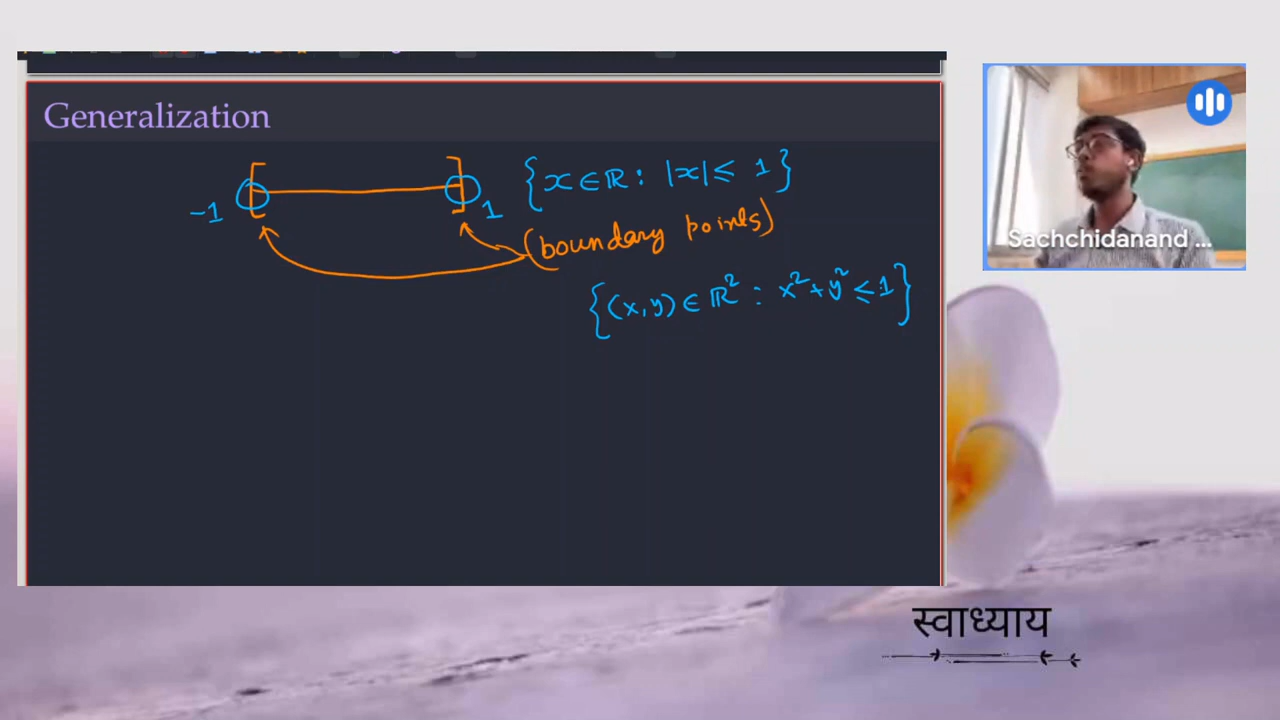 Generalization
{x ∈ ℝ : |x| ≤ 1}
-1
1
(boundary points)
{(x,y) ∈ ℝ² : x²+y² ≤ 1}
Sachchidanand ...
स्वाध्याय